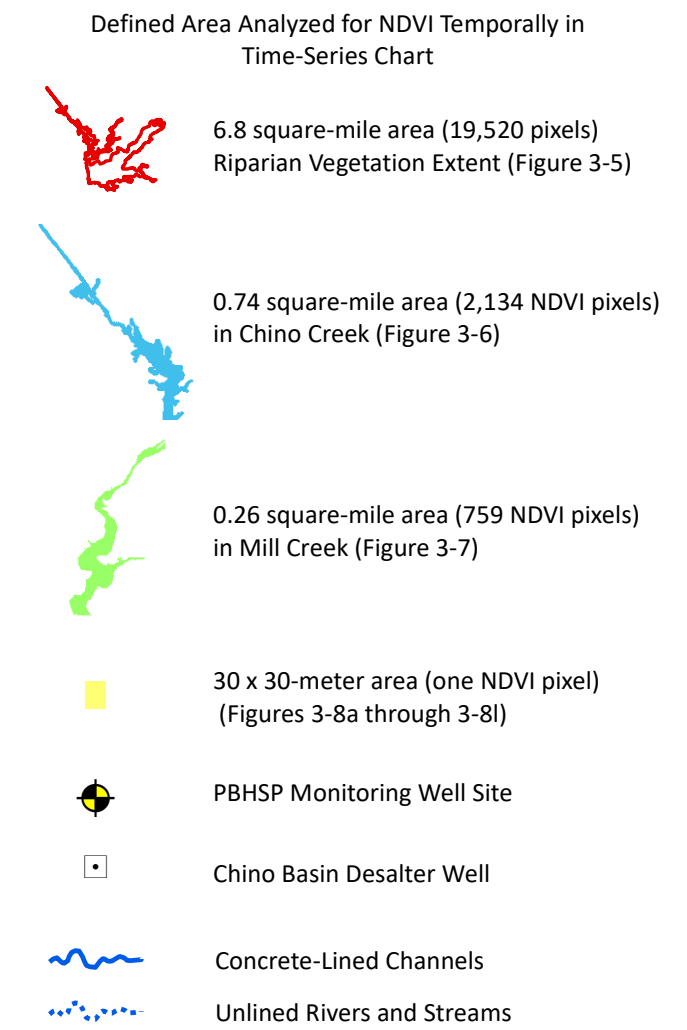 Defined Area Analyzed for NDVI Temporally in
Time-Series Chart
6.8 square-mile area (19,520 pixels)
Riparian Vegetation Extent (Figure 3-5)
0.74 square-mile area (2,134 NDVI pixels)
in Chino Creek (Figure 3-6)
0.26 square-mile area (759 NDVI pixels)
in Mill Creek (Figure 3-7)
30 x 30-meter area (one NDVI pixel)
(Figures 3-8a through 3-8l)
PBHSP Monitoring Well Site
Chino Basin Desalter Well
Concrete-Lined Channels
Unlined Rivers and Streams